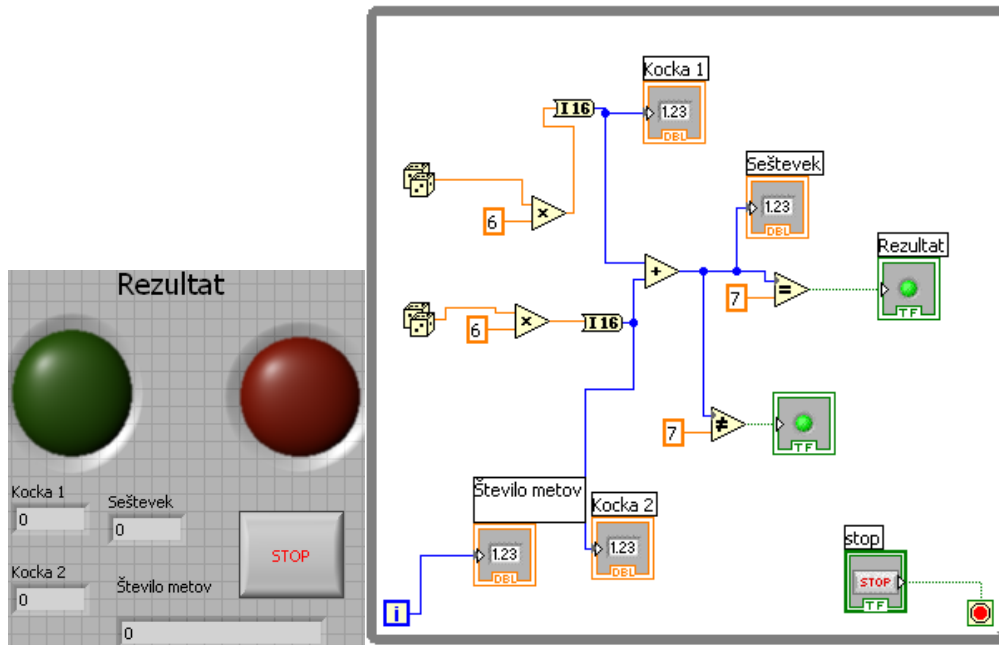 Rezultat
Kocka 1
0
Seštevek
0
Kocka 2
0
STOP
Število metov
0
Kocka 1
I 16
1.23
DBL
Seštevek
1.23
DBL
6
×
Rezultat
+
7
=
TF
6
×
I 16
7
≠
TF
Število metov
1.23
DBL
Kocka 2
1.23
DBL
i
stop
STOP
TF